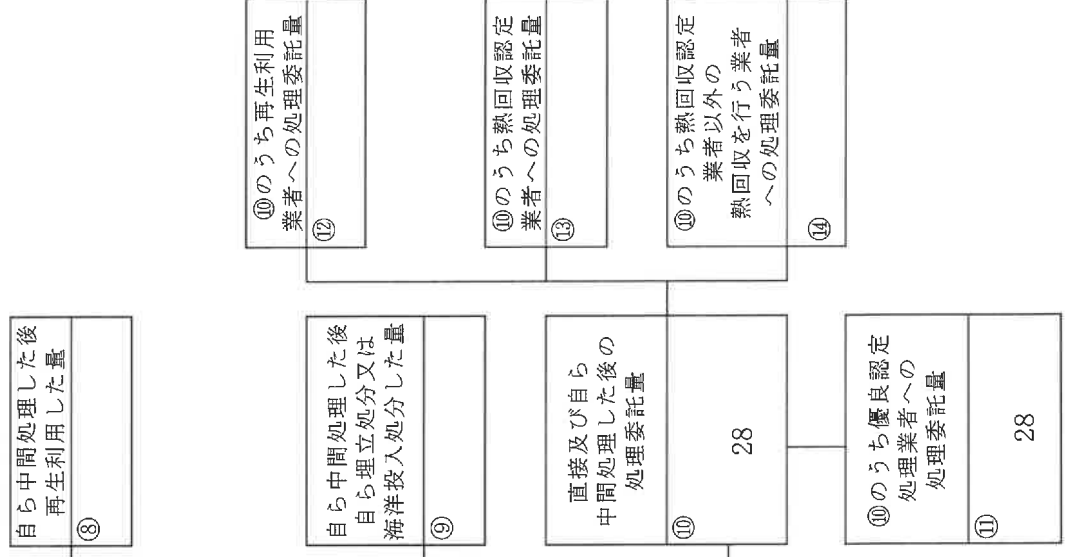 自ら中間処理した後
再生利用した量
⑧
自ら中間処理した後
自ら埋立処分又は
海洋投入処分した量
⑨
直接及び自ら
中間処理した後の
処理委託量
⑩
28
⑩のうち優良認定
処理業者への
処理委託量
⑪
28
⑩のうち再生利用
業者への処理委託量
⑫
⑩のうち熱回収認定
業者への処理委託量
⑬
⑩のうち熱回収認定
業者以外の
熱回収を行う業者
への処理委託量
⑭